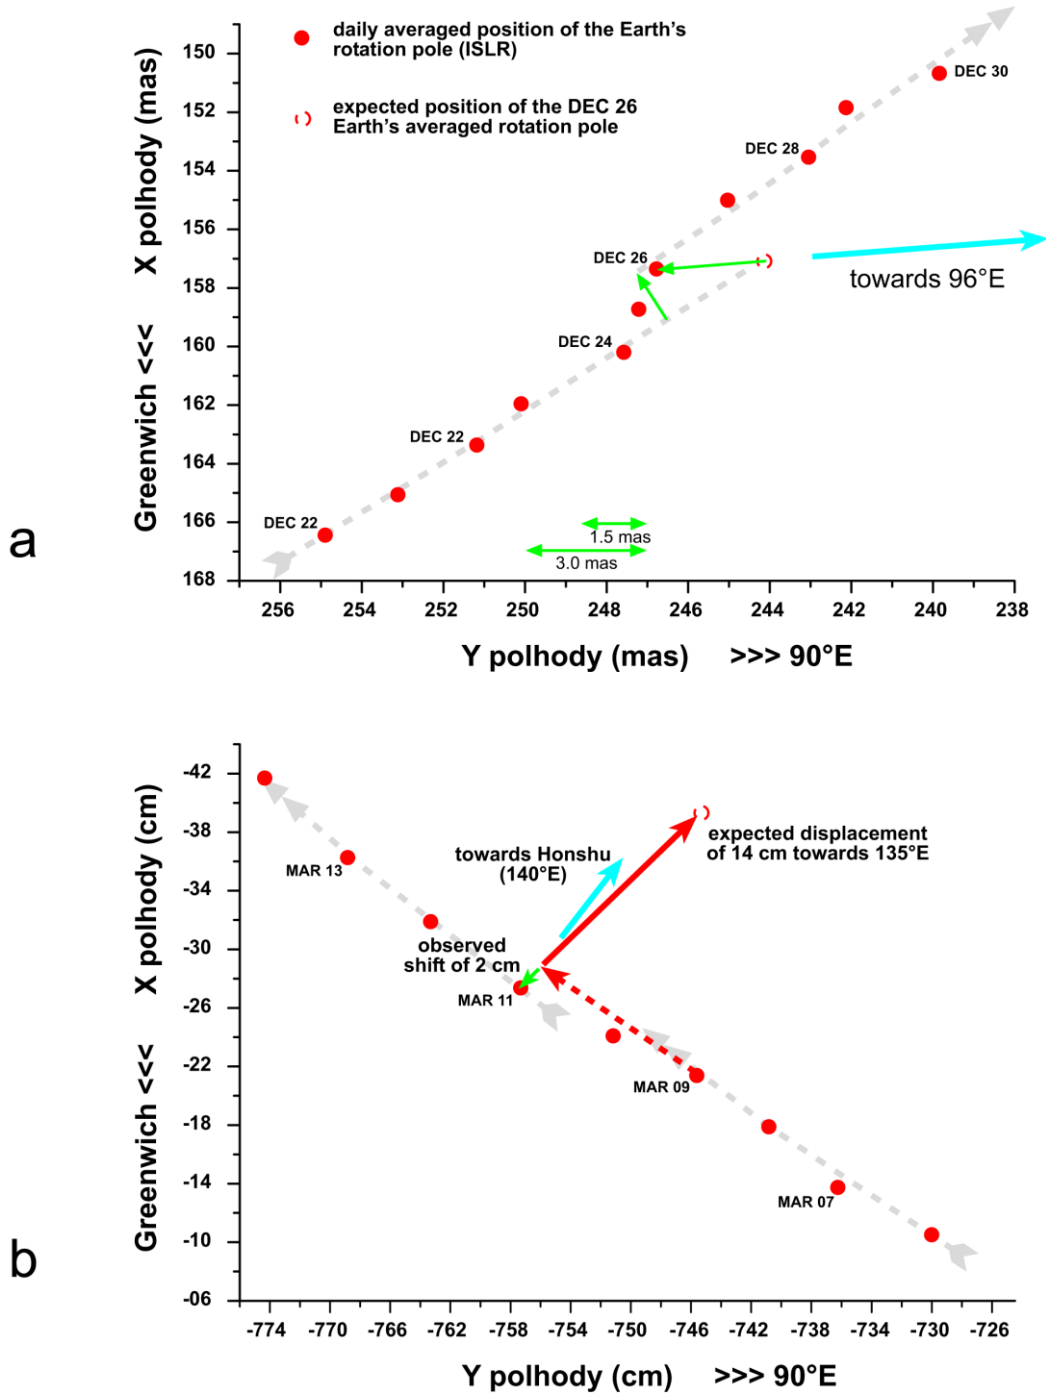 daily averaged position of the Earth's
rotation pole (ISLR)
expected position of the DEC 26
Earth's averaged rotation pole
X polhody (mas)
Greenwich <<<
150
152
154
156
158
160
162
164
166
168
DEC 30
DEC 28
DEC 26
towards 96°E
DEC 24
DEC 22
DEC 22
1.5 mas
3.0 mas
a
256
254
252
250
248
246
244
242
240
238
Y polhody (mas) >>> 90°E
X polhody (cm)
Greenwich <<<
-42
-38
-34
-30
-26
-22
-18
-14
-10
-06
expected displacement
of 14 cm towards 135°E
towards Honshu
(140°E)
MAR 13
observed
shift of 2 cm
MAR 11
MAR 09
MAR 07
b
-774
-770
-766
-762
-758
-754
-750
-746
-742
-738
-734
-730
-726
Y polhody (cm) >>> 90°E